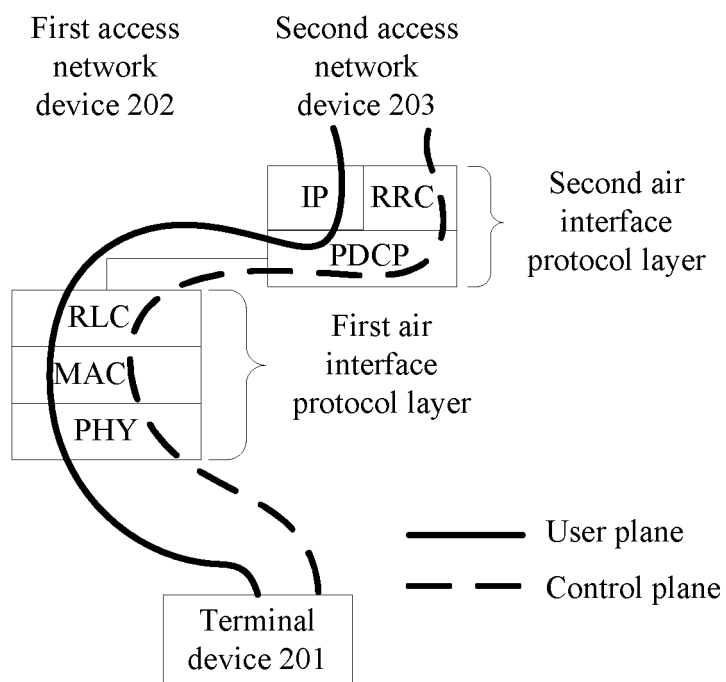 First access
network
device 202
Second access
network
device 203
IP
RRC
PDCP
Second air
interface
protocol layer
RLC
MAC
PHY
First air
interface
protocol layer
User plane
Control plane
Terminal
device 201